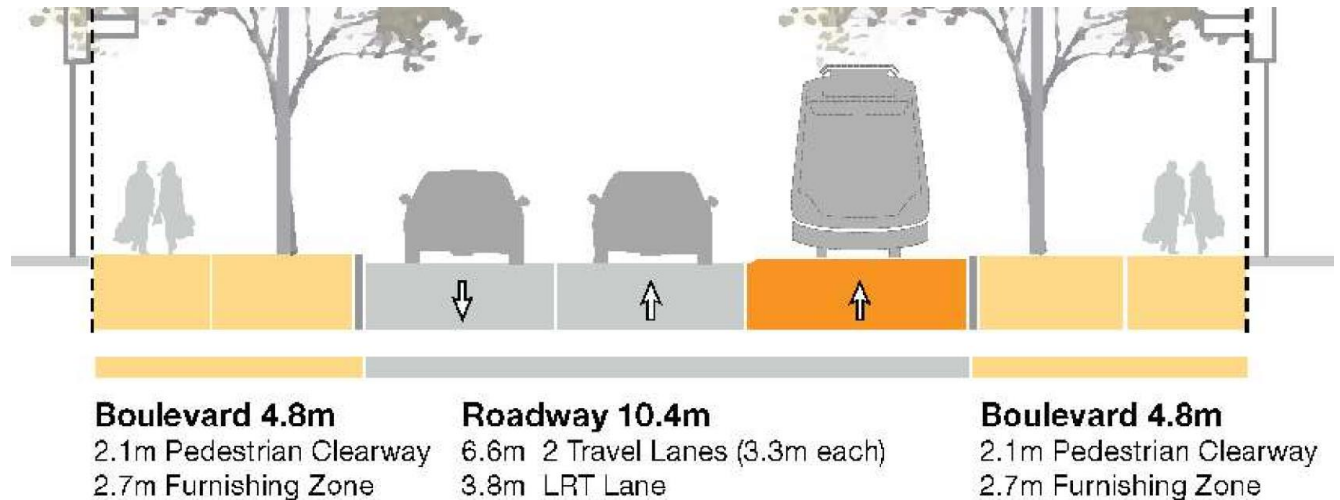 Boulevard 4.8m
2.1m Pedestrian Clearway
2.7m Furnishing Zone
Roadway 10.4m
6.6m 2 Travel Lanes (3.3m each)
3.8m LRT Lane
Boulevard 4.8m
2.1m Pedestrian Clearway
2.7m Furnishing Zone